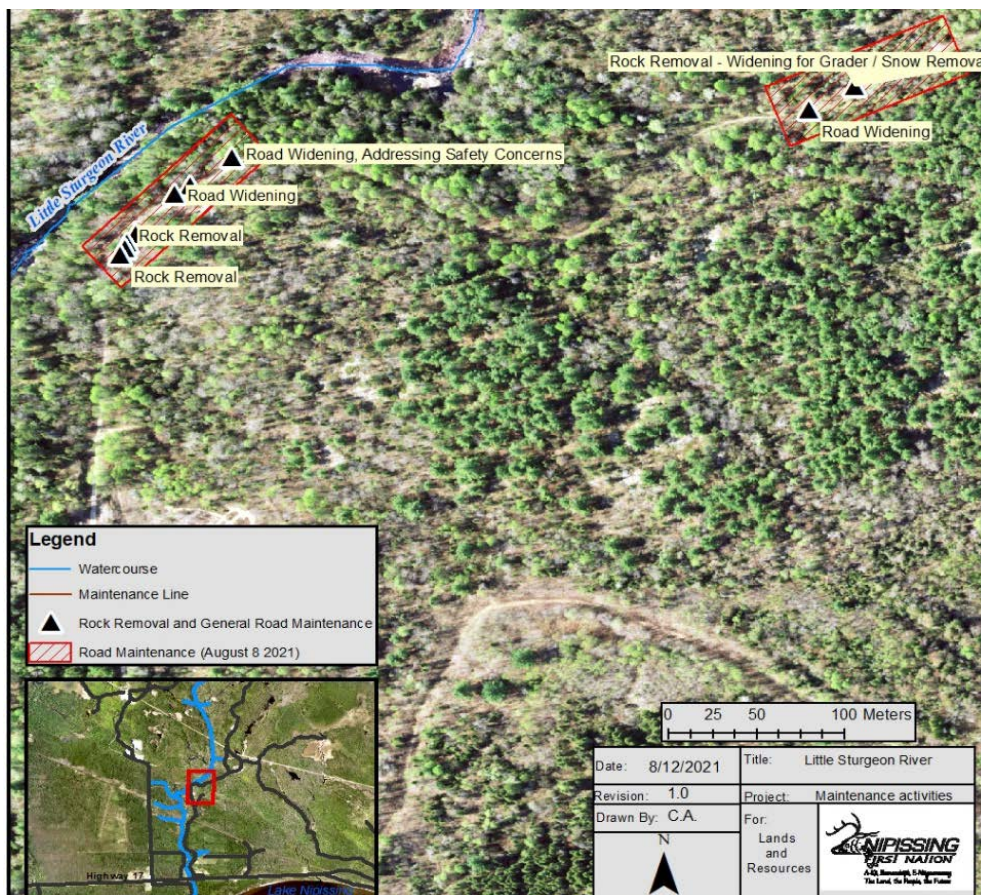 Rock Removal - Widening for Grader / Snow Removal
Road Widening
Little Sturgeon River
Road Widening, Addressing Safety Concerns
Road Widening
Rock Removal
Rock Removal
Legend
Watercourse
Maintenance Line
Rock Removal and General Road Maintenance
Road Maintenance (August 8 2021)
Highway 17
Lake Nipissing
0 25 50 100 Meters
Date: 8/12/2021
Title: Little Sturgeon River
Revision: 1.0
Project: Maintenance activities
Drawn By: C.A.
For:
Lands
and
Resources
N
NIPISSING
FIRST NATION
The Land, the People, the Future